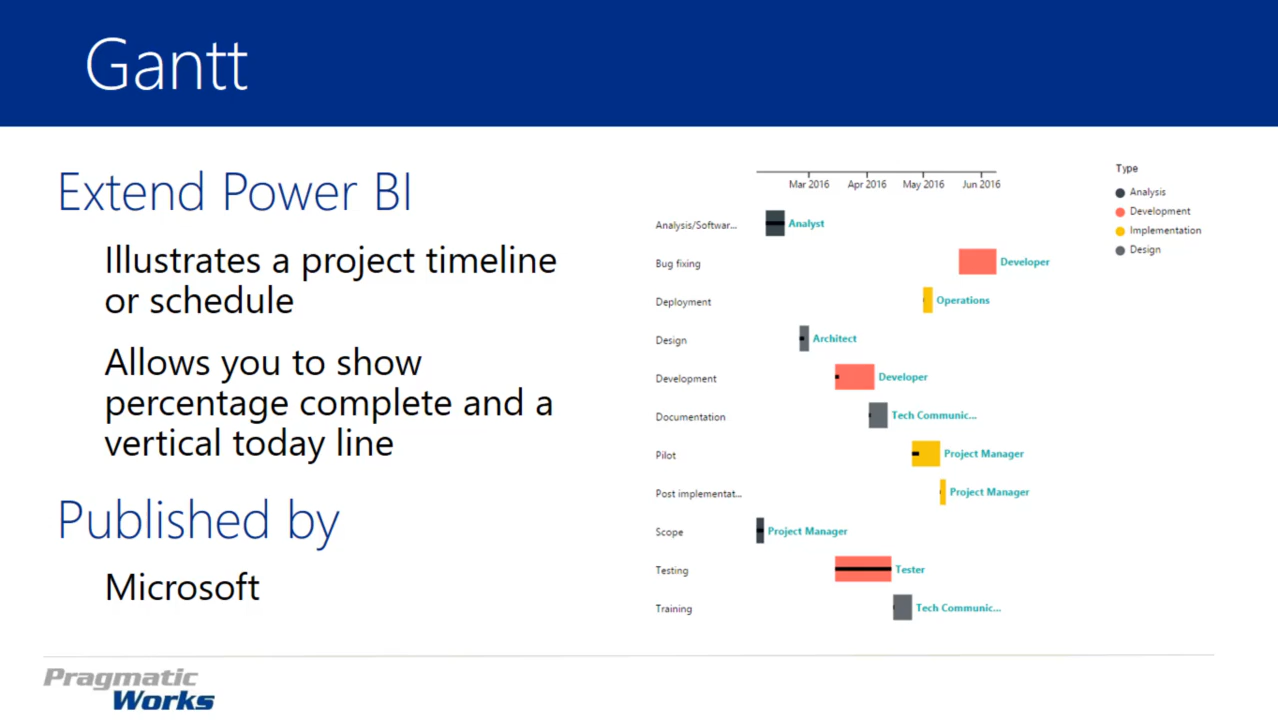 Gantt
Extend Power BI
Illustrates a project timeline
or schedule
Allows you to show
percentage complete and a
vertical today line
Published by
Microsoft
Mar 2016 Apr 2016 May 2016 Jun 2016
Analysis/Softwar... Analyst
Bug fixing Developer
Deployment Operations
Design Architect
Development Developer
Documentation Tech Communic...
Pilot Project Manager
Post implementat... Project Manager
Scope Project Manager
Testing Tester
Training Tech Communic...
Type
Analysis
Development
Implementation
Design
Pragmatic
Works